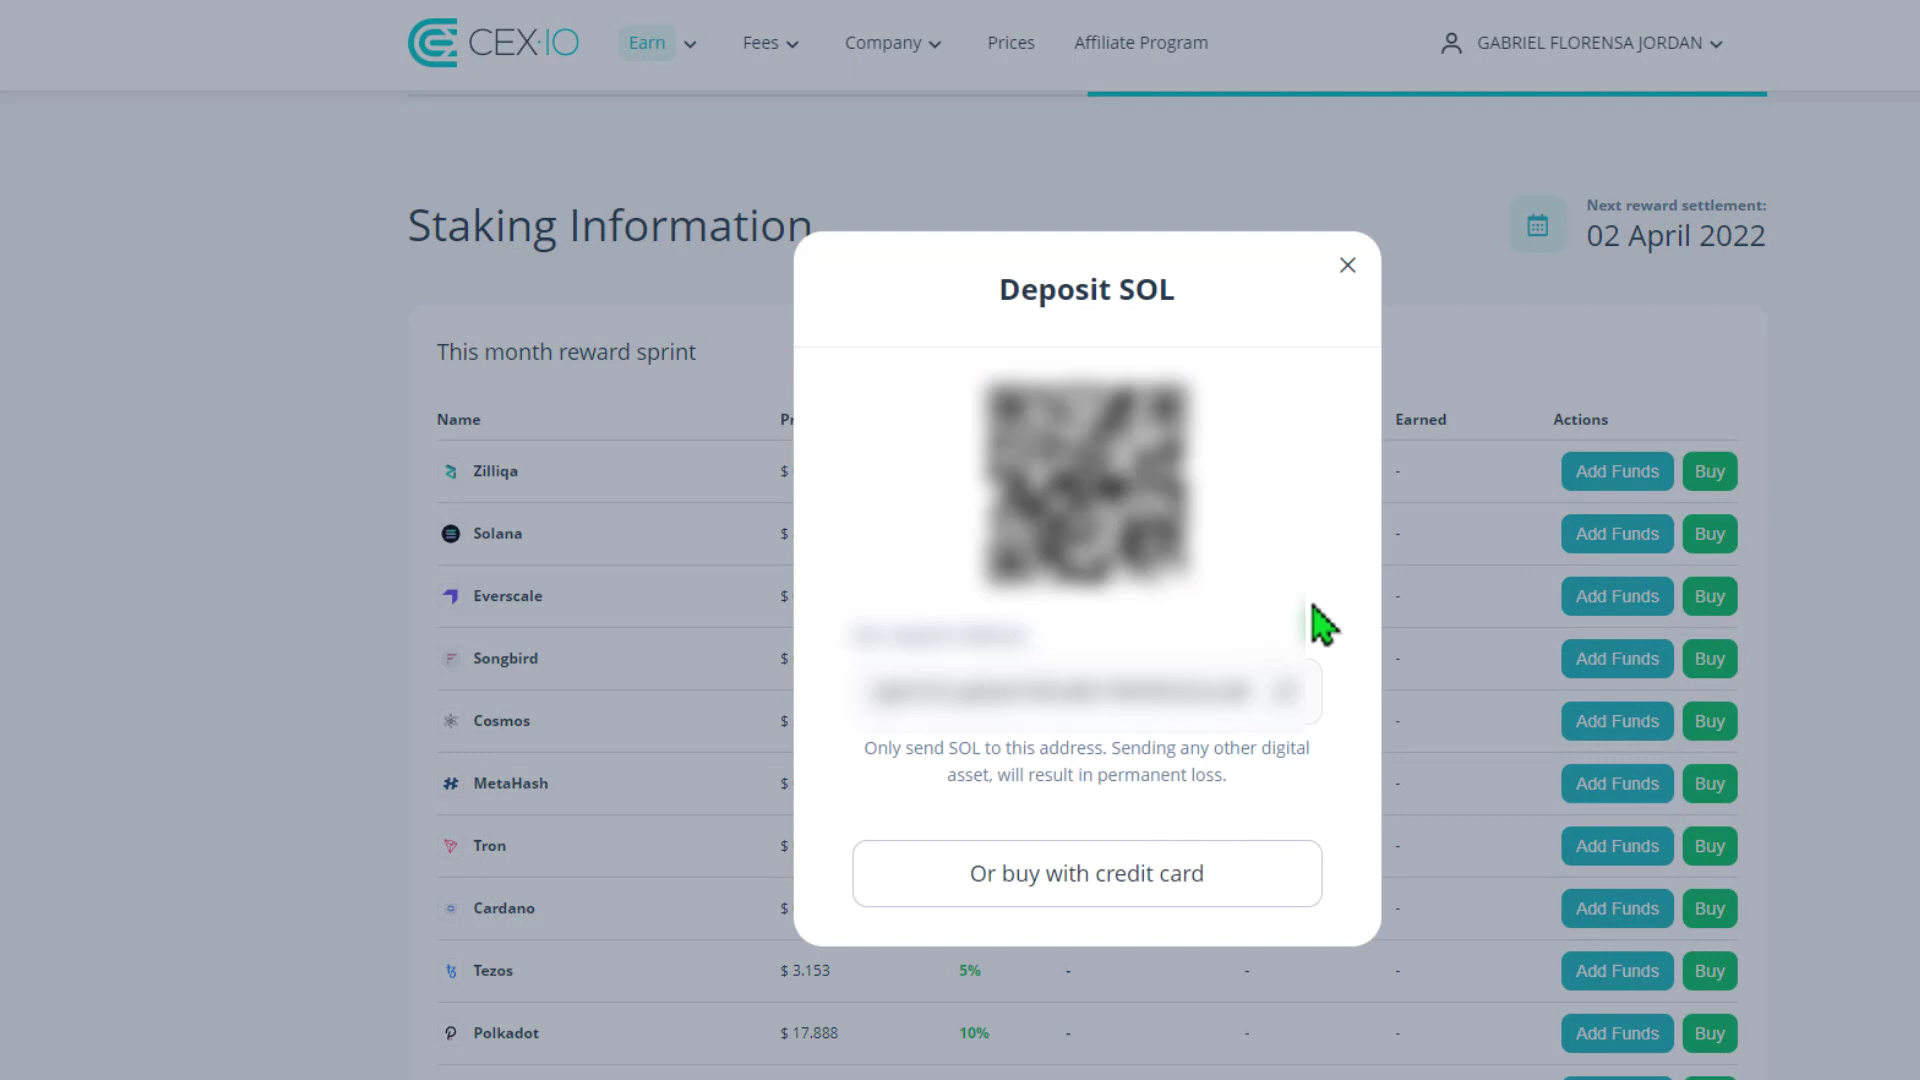 CEX·IO
Earn
Fees
Company
Prices
Affiliate Program
GABRIEL FLORENSA JORDAN
Staking Information
Next reward settlement:
02 April 2022
Deposit SOL
This month reward sprint
Name
Earned
Actions
Zilliqa $ - Add Funds Buy
Solana $ - Add Funds Buy
Everscale $ - Add Funds Buy
Songbird $ - Add Funds Buy
Cosmos $ - Add Funds Buy
Only send SOL to this address. Sending any other digital
asset, will result in permanent loss.
MetaHash $ - Add Funds Buy
Tron $ - Add Funds Buy
Or buy with credit card
Cardano $ - Add Funds Buy
Tezos $ 3.153 5% - - - Add Funds Buy
Polkadot $ 17.888 10% - - - Add Funds Buy